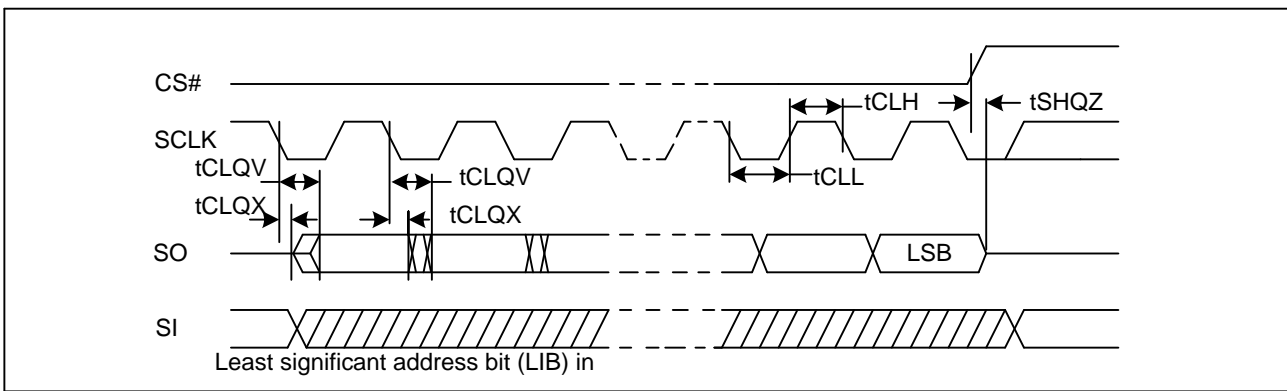 CS#
tCLH
tSHQZ
SCLK
tCLQV
tCLQV
tCLL
tCLQX
tCLQX
SO
LSB
SI
Least significant address bit (LIB) in